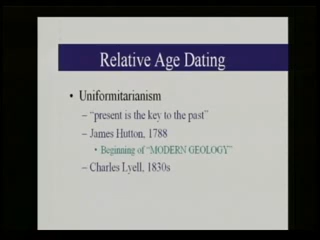 Relative Age Dating
• Uniformitarianism
– “present is the key to the past”
– James Hutton, 1788
• Beginning of “MODERN GEOLOGY”
– Charles Lyell, 1830s